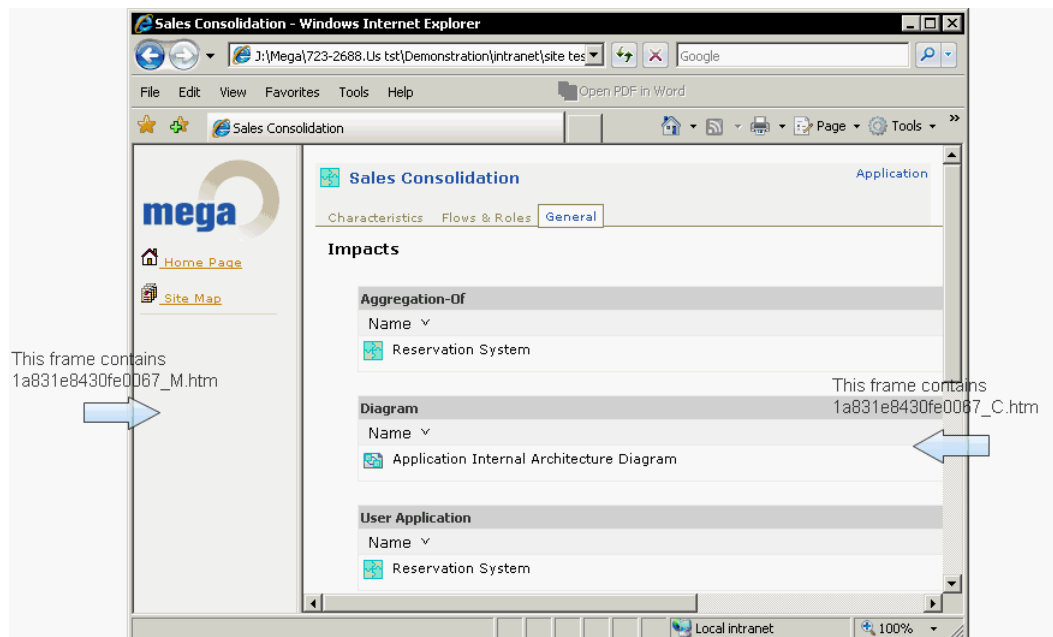 Sales Consolidation - Windows Internet Explorer
J:\Mega\723-2688.Us tst\Demonstration\intranet\site tes
Google
File Edit View Favorites Tools Help
Open PDF in Word
Sales Consolidation
Page
Tools
»
mega
Home Page
Site Map
Sales Consolidation
Application
Characteristics Flows & Roles General
Impacts
Aggregation-Of
Name
Reservation System
This frame contains
1a831e8430fe0067_M.htm
This frame contains
1a831e8430fe0067_C.htm
Diagram
Name
Application Internal Architecture Diagram
User Application
Name
Reservation System
Local intranet
100%